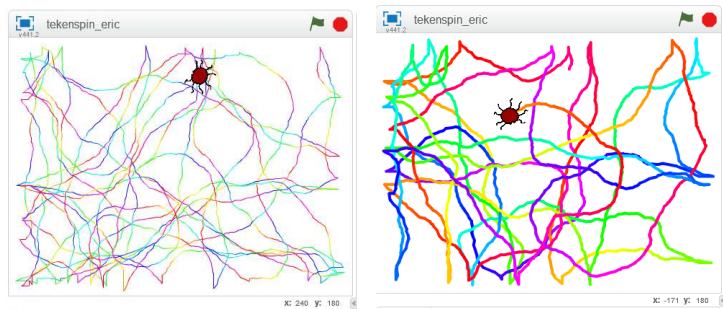 tekenspin_eric
v441.2
x: 240 y: 180
tekenspin_eric
v441.2
x: -171 y: 180